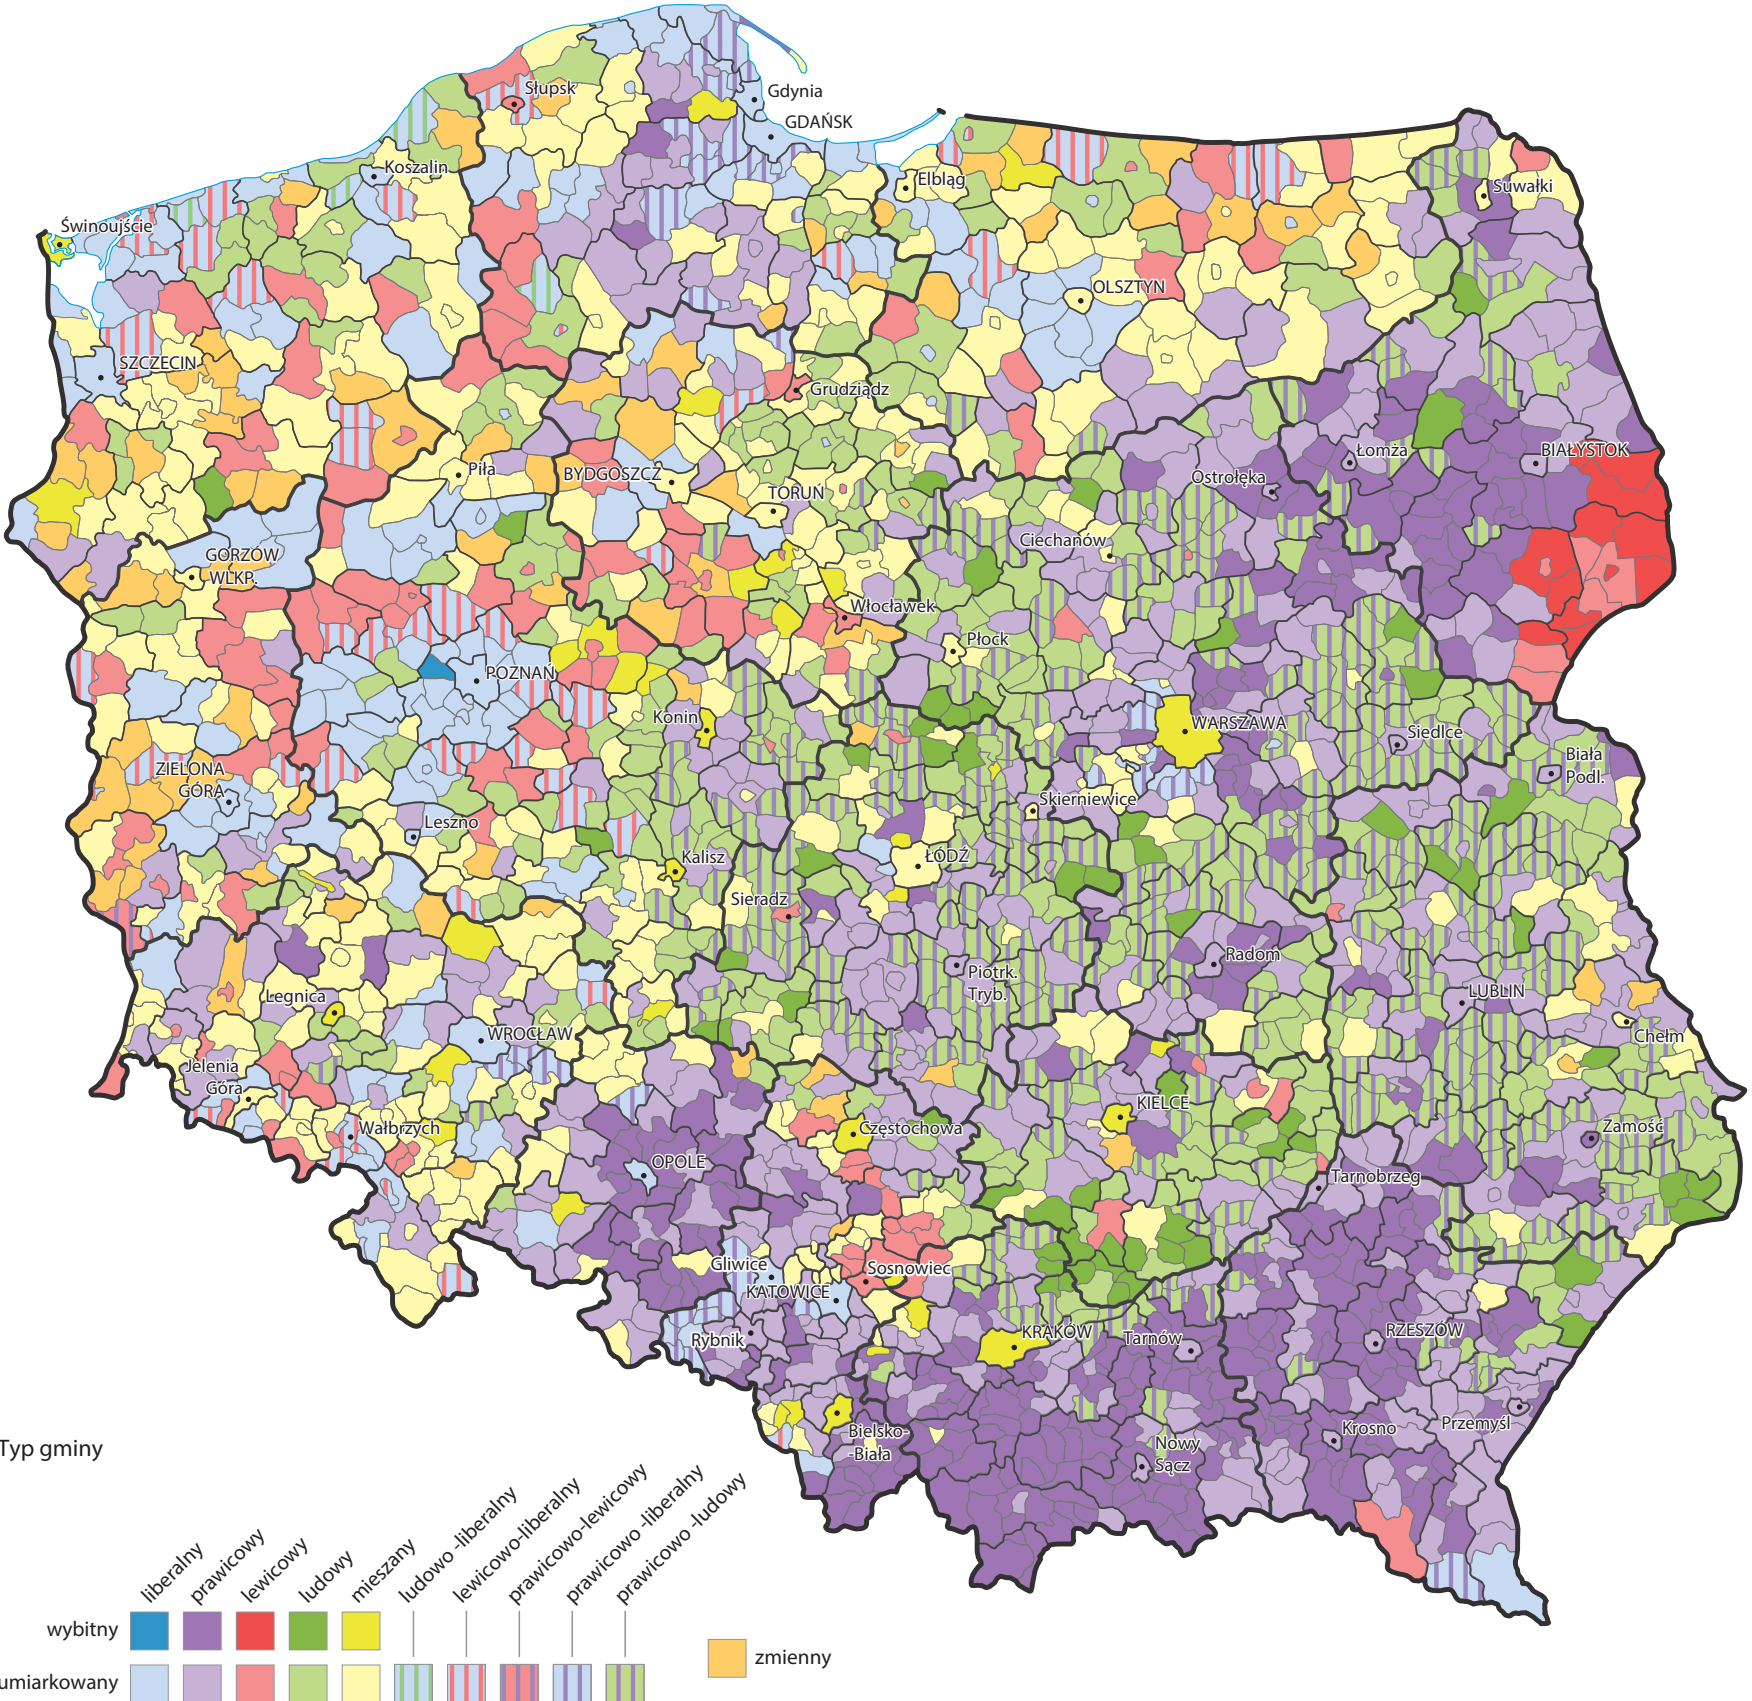 Słupsk
Gdynia
GDAŃSK
Koszalin
Elbląg
Suwałki
Świnoujście
OLSZTYN
SZCZECIN
Grudziądz
Piła
BYDGOSZCZ
TORUŃ
Ostrołęka
Łomża
BIAŁYSTOK
GORZÓW
WLKP.
Ciechanów
Włocławek
Płock
POZNAŃ
Konin
WARSZAWA
Siedlce
Biała
Podl.
ZIELONA
GÓRA
Leszno
Skierniewice
Kalisz
ŁÓDŹ
Sieradz
Radom
Piotrk.
Tryb.
LUBLIN
Legnica
WROCŁAW
Chełm
Jelenia
Góra
KIELCE
Wałbrzych
Częstochowa
Zamość
OPOLE
Tarnobrzeg
Gliwice
Sosnowiec
KATOWICE
Rybnik
KRAKÓW
Tarnów
RZESZÓW
Bielsko-
-Biała
Nowy
Sącz
Krosno
Przemyśl
Typ gminy
liberalny
prawicowy
lewicowy
ludowy
mieszany
ludowo -liberalny
lewicowo-liberalny
prawicowo-lewicowy
prawicowo -liberalny
prawicowo -ludowy
wybitny
umiarkowany
zmienny